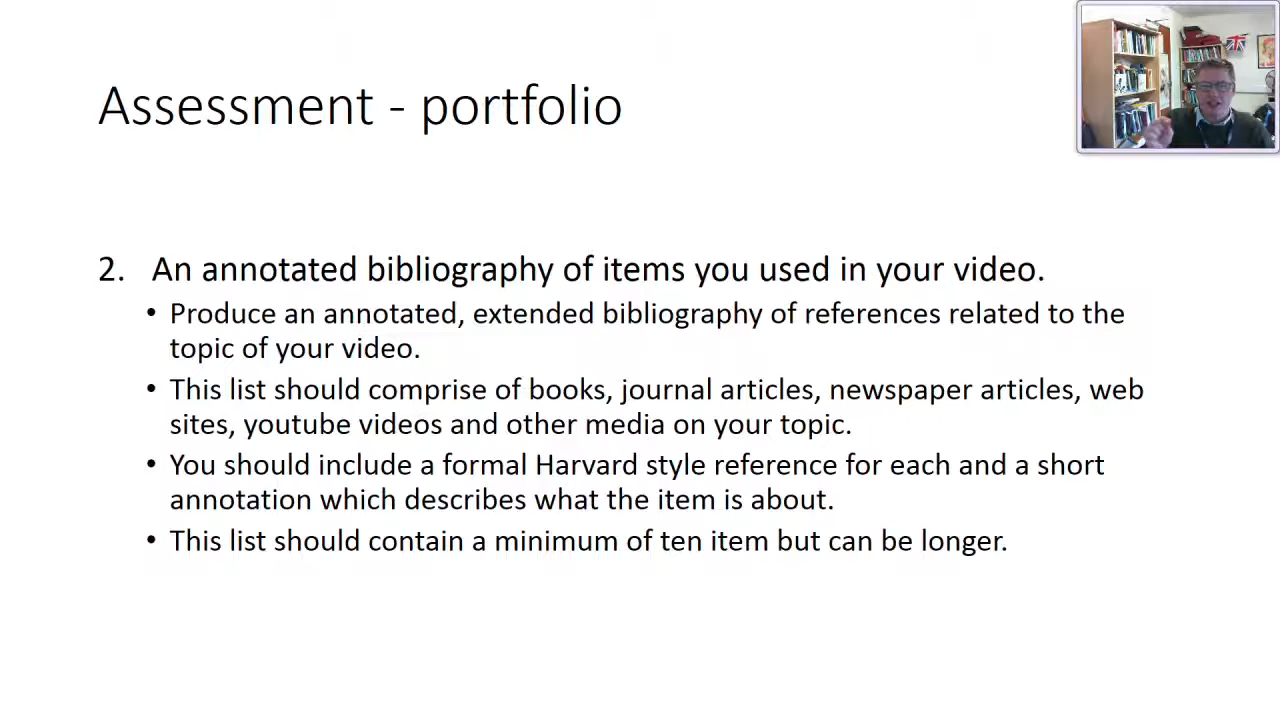 Assessment - portfolio
2. An annotated bibliography of items you used in your video.
• Produce an annotated, extended bibliography of references related to the
topic of your video.
• This list should comprise of books, journal articles, newspaper articles, web
sites, youtube videos and other media on your topic.
• You should include a formal Harvard style reference for each and a short
annotation which describes what the item is about.
• This list should contain a minimum of ten item but can be longer.